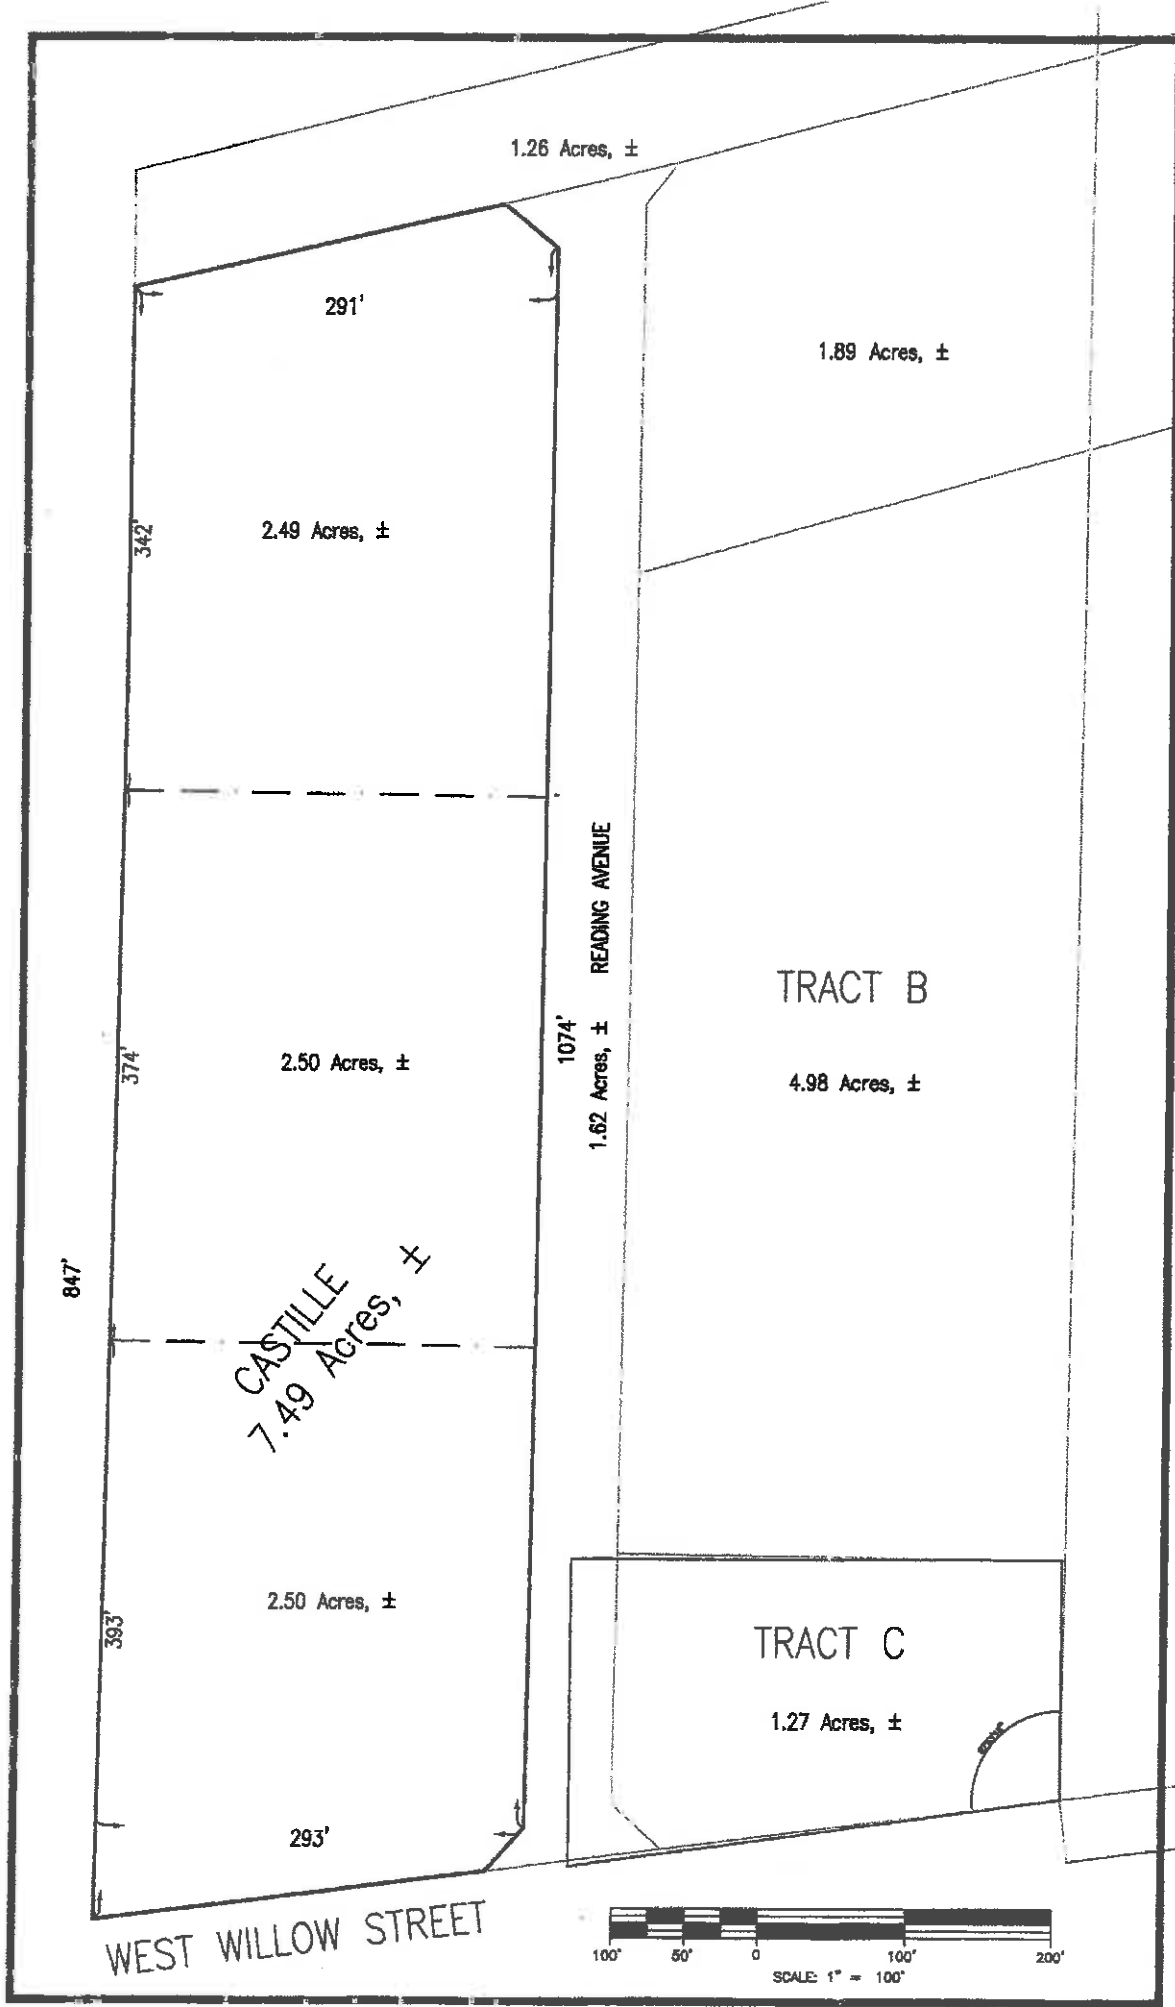 1.26 Acres, ±
291'
1.89 Acres, ±
342'
2.49 Acres, ±
READING AVENUE
1.62 Acres, ±
1074'
TRACT B
4.98 Acres, ±
374'
2.50 Acres, ±
847'
CASTILLE
7.49 Acres, ±
393'
2.50 Acres, ±
TRACT C
1.27 Acres, ±
293'
WEST WILLOW STREET
100' 50' 0 100' 200'
SCALE: 1" = 100'